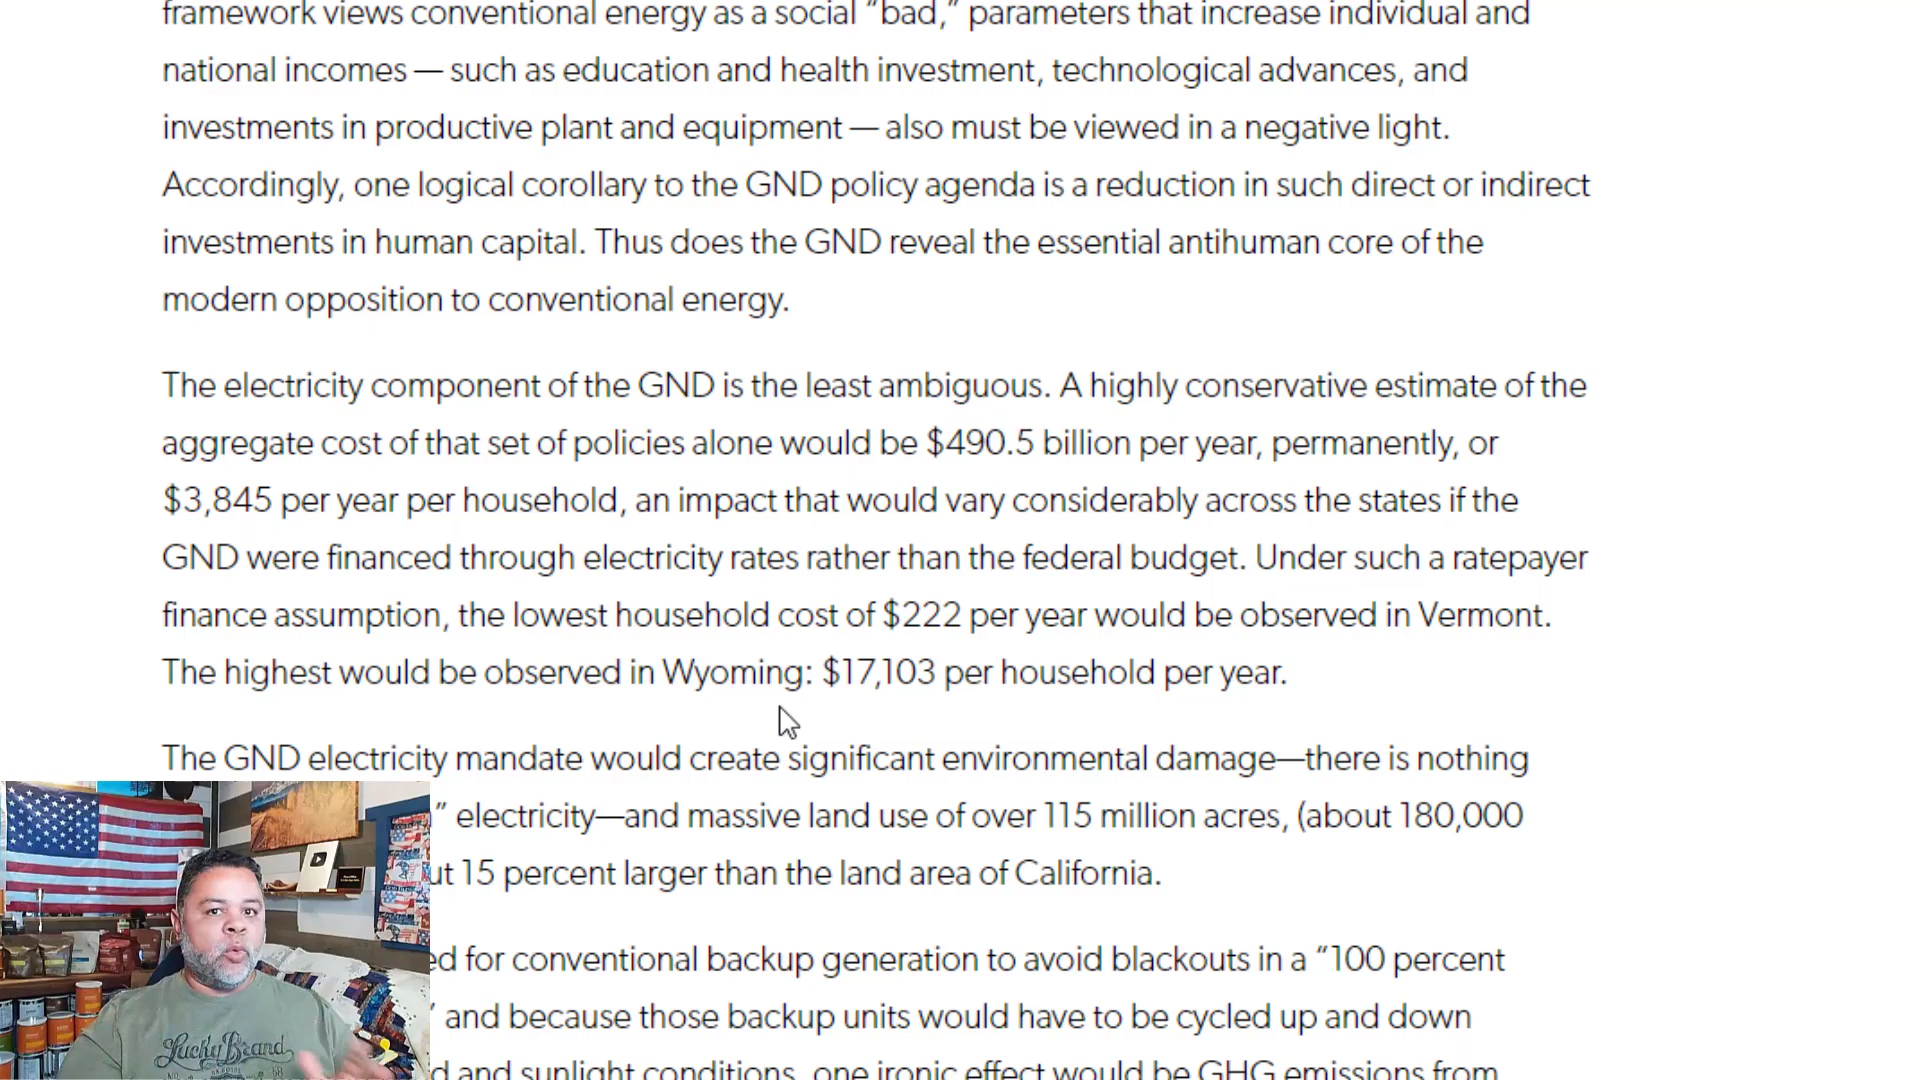 framework views conventional energy as a social “bad,” parameters that increase individual and
national incomes — such as education and health investment, technological advances, and
investments in productive plant and equipment — also must be viewed in a negative light.
Accordingly, one logical corollary to the GND policy agenda is a reduction in such direct or indirect
investments in human capital. Thus does the GND reveal the essential antihuman core of the
modern opposition to conventional energy.
The electricity component of the GND is the least ambiguous. A highly conservative estimate of the
aggregate cost of that set of policies alone would be $490.5 billion per year, permanently, or
$3,845 per year per household, an impact that would vary considerably across the states if the
GND were financed through electricity rates rather than the federal budget. Under such a ratepayer
finance assumption, the lowest household cost of $222 per year would be observed in Vermont.
The highest would be observed in Wyoming: $17,103 per household per year.
The GND electricity mandate would create significant environmental damage—there is nothing
” electricity—and massive land use of over 115 million acres, (about 180,000
ut 15 percent larger than the land area of California.
ed for conventional backup generation to avoid blackouts in a “100 percent
” and because those backup units would have to be cycled up and down
d and sunlight conditions, one ironic effect would be GHG emissions from
Lucky Brand